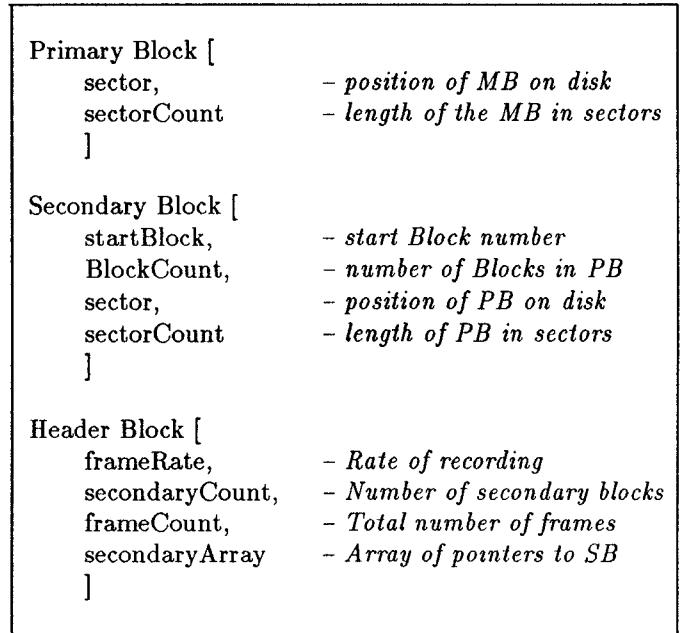 Primary Block [
sector, – position of MB on disk
sectorCount – length of the MB in sectors
]
Secondary Block [
startBlock, – start Block number
BlockCount, – number of Blocks in PB
sector, – position of PB on disk
sectorCount – length of PB in sectors
]
Header Block [
frameRate, – Rate of recording
secondaryCount, – Number of secondary blocks
frameCount, – Total number of frames
secondaryArray – Array of pointers to SB
]